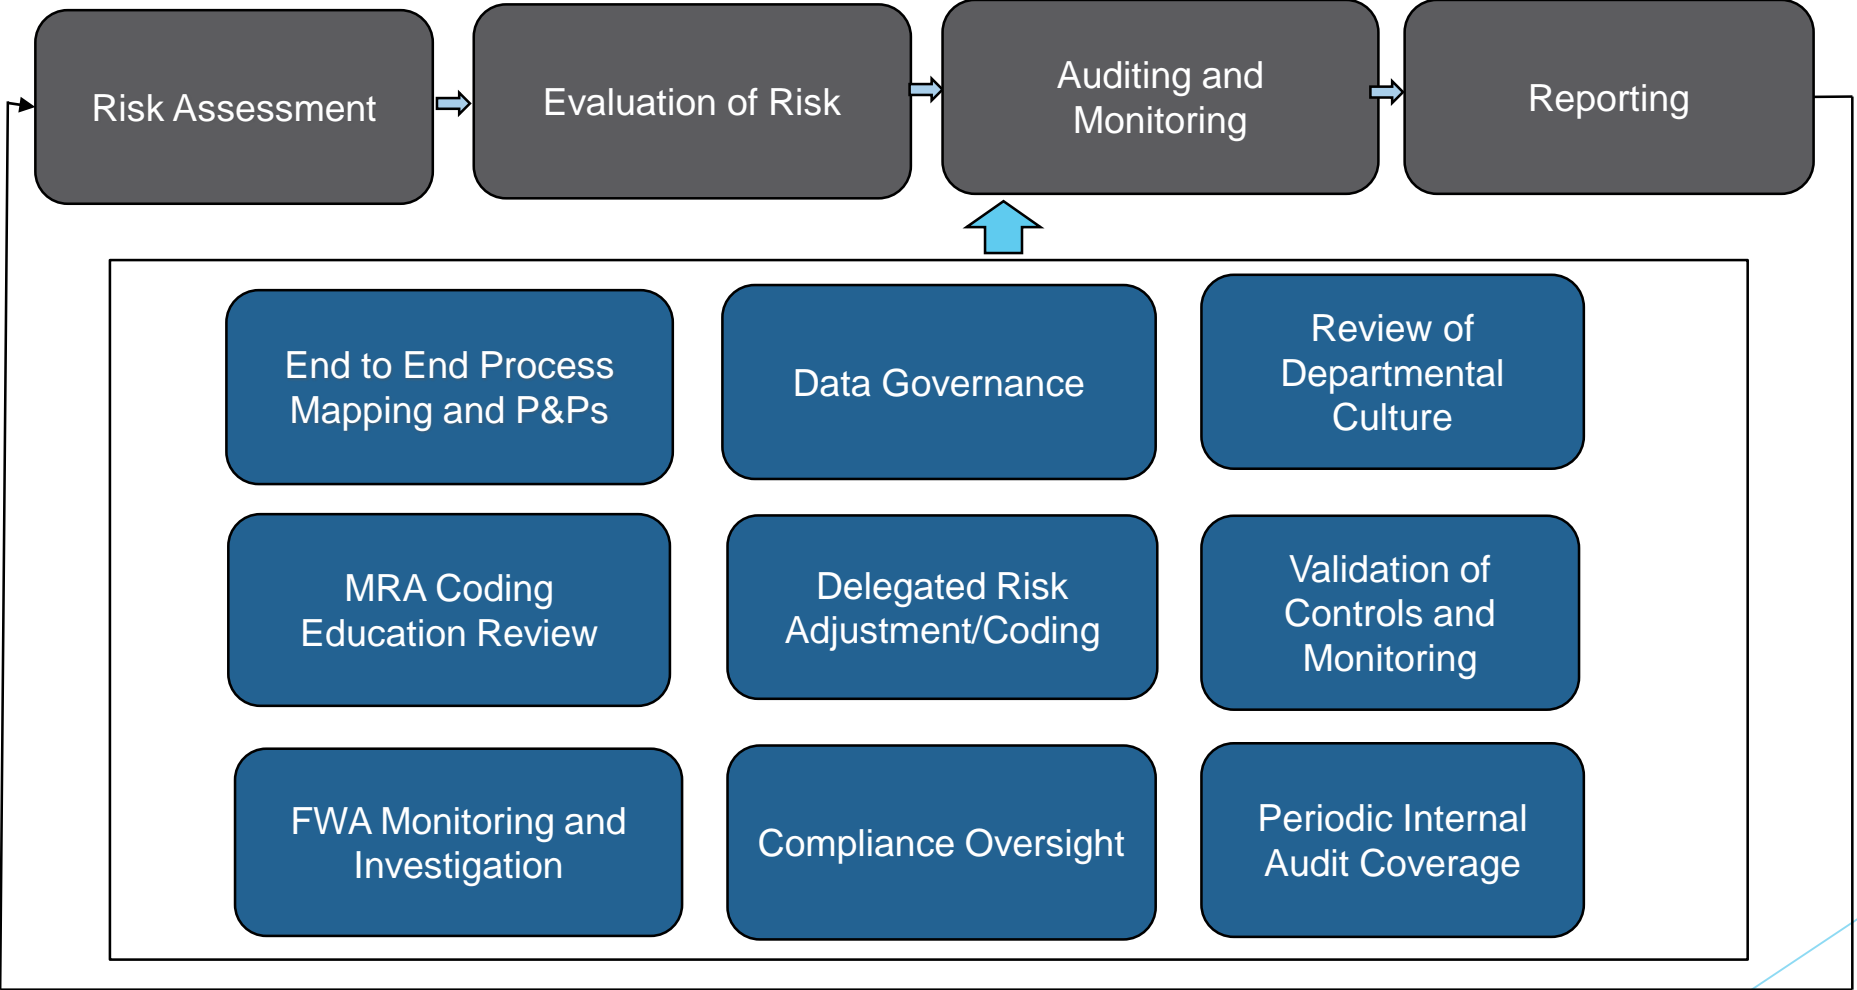 Risk Assessment
Evaluation of Risk
Auditing and
Monitoring
Reporting
End to End Process
Mapping and P&Ps
Data Governance
Review of
Departmental
Culture
MRA Coding
Education Review
Delegated Risk
Adjustment/Coding
Validation of
Controls and
Monitoring
FWA Monitoring and
Investigation
Compliance Oversight
Periodic Internal
Audit Coverage